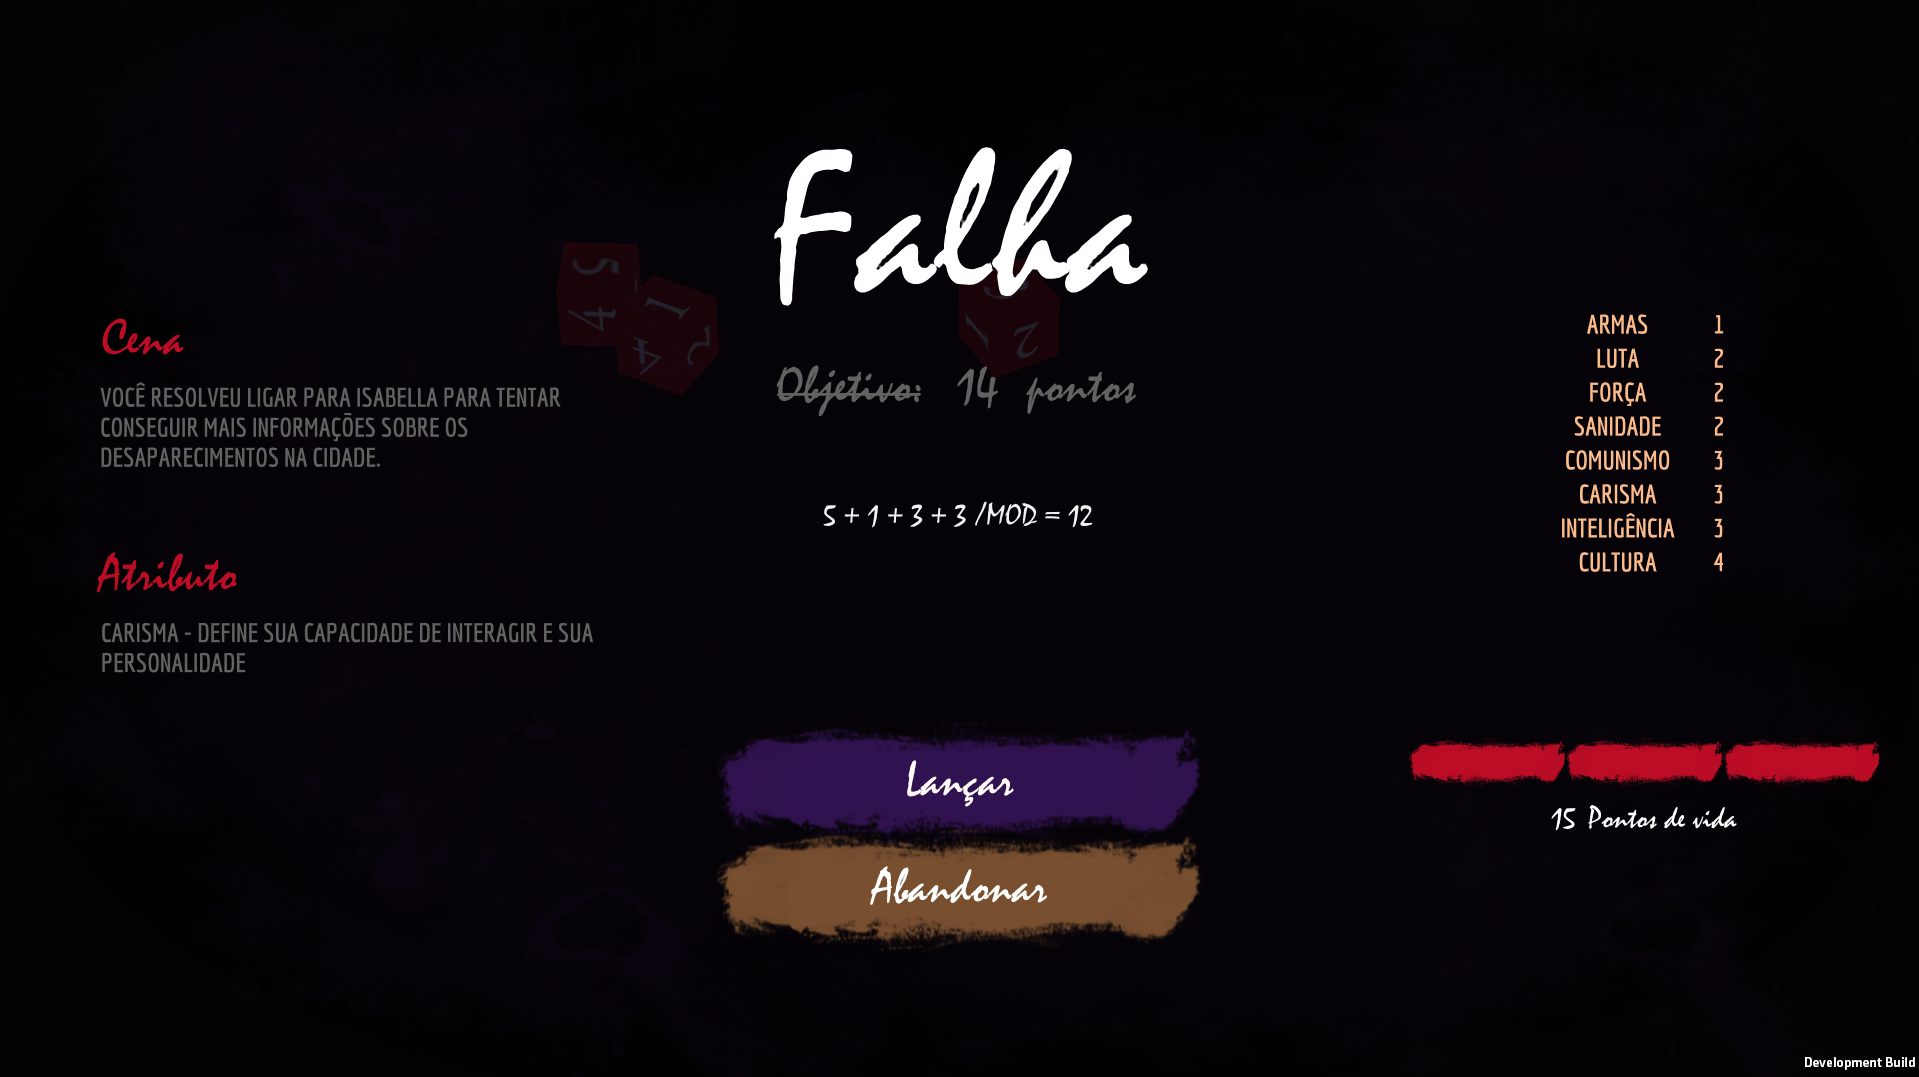 Falha
Objetivo: 14 pontos
5 + 1 + 3 + 3 /MOD = 12
Cena
VOCÊ RESOLVEU LIGAR PARA ISABELLA PARA TENTAR
CONSEGUIR MAIS INFORMAÇÕES SOBRE OS
DESAPARECIMENTOS NA CIDADE.
Atributo
CARISMA - DEFINE SUA CAPACIDADE DE INTERAGIR E SUA
PERSONALIDADE
ARMAS 1
LUTA 2
FORÇA 2
SANIDADE 2
COMUNISMO 3
CARISMA 3
INTELIGÊNCIA 3
CULTURA 4
15 Pontos de vida
Lançar
Abandonar
Development Build